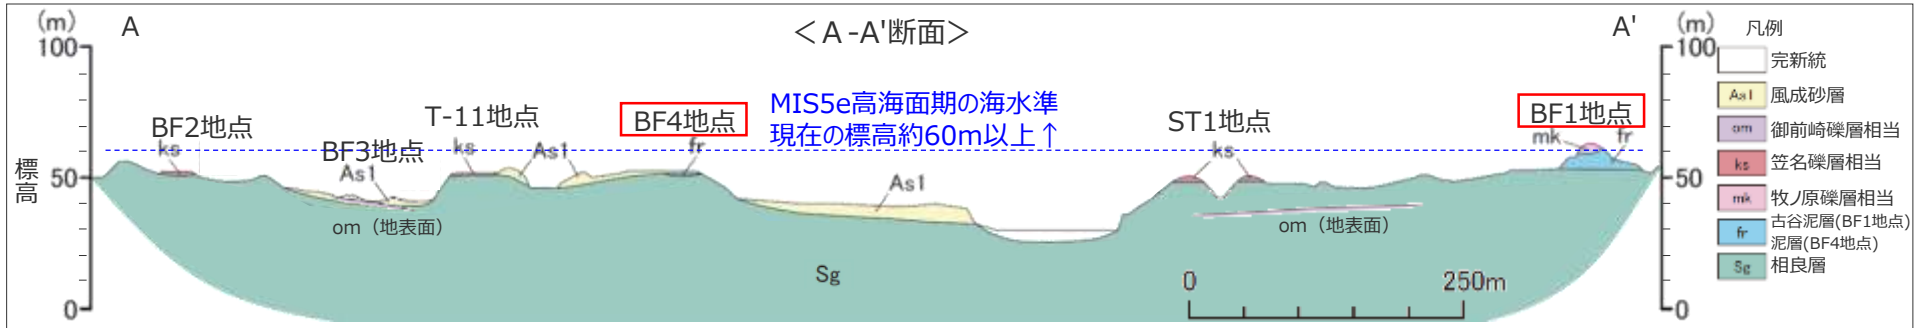 (m)
A
＜A-A'断面＞
A'
(m)
凡例
100
100
完新統
MIS5e高海面期の海水準
現在の標高約60m以上↑
As1
風成砂層
BF2地点
ks
T-11地点
ks
As1
BF4地点
fr
ST1地点
ks
BF1地点
mk
fr
om
御前崎礫層相当
BF3地点
As1
ks
笠名礫層相当
標高
50
50
As1
mk
牧ノ原礫層相当
om（地表面）
om（地表面）
fr
古谷泥層(BF1地点)
泥層(BF4地点)
Sg
Sg
相良層
0
250m
0
0